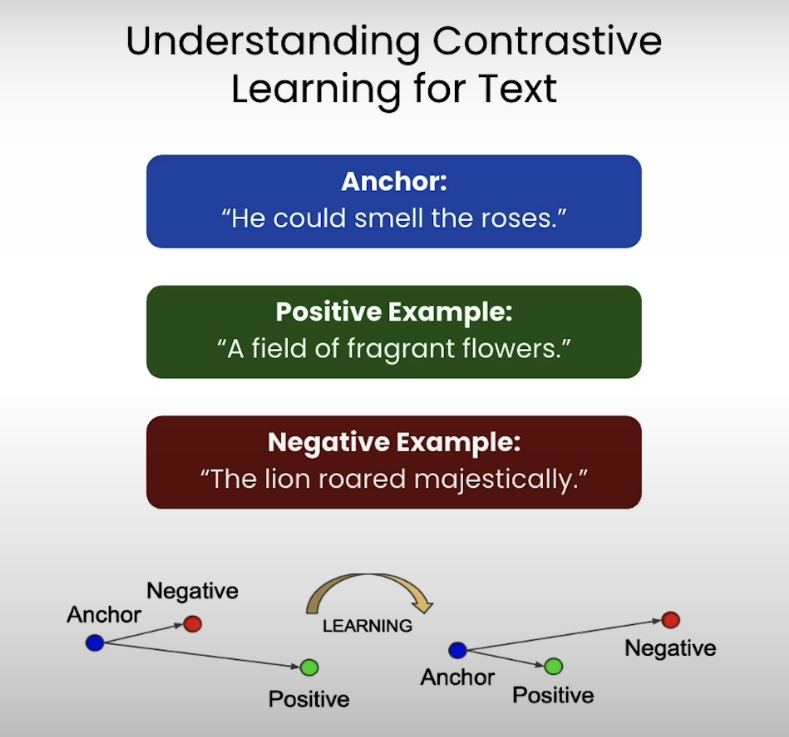 Understanding Contrastive
Learning for Text
Anchor:
“He could smell the roses.”
Positive Example:
“A field of fragrant flowers.”
Negative Example:
“The lion roared majestically.”
Negative
Anchor
LEARNING
Positive
Negative
Anchor
Positive